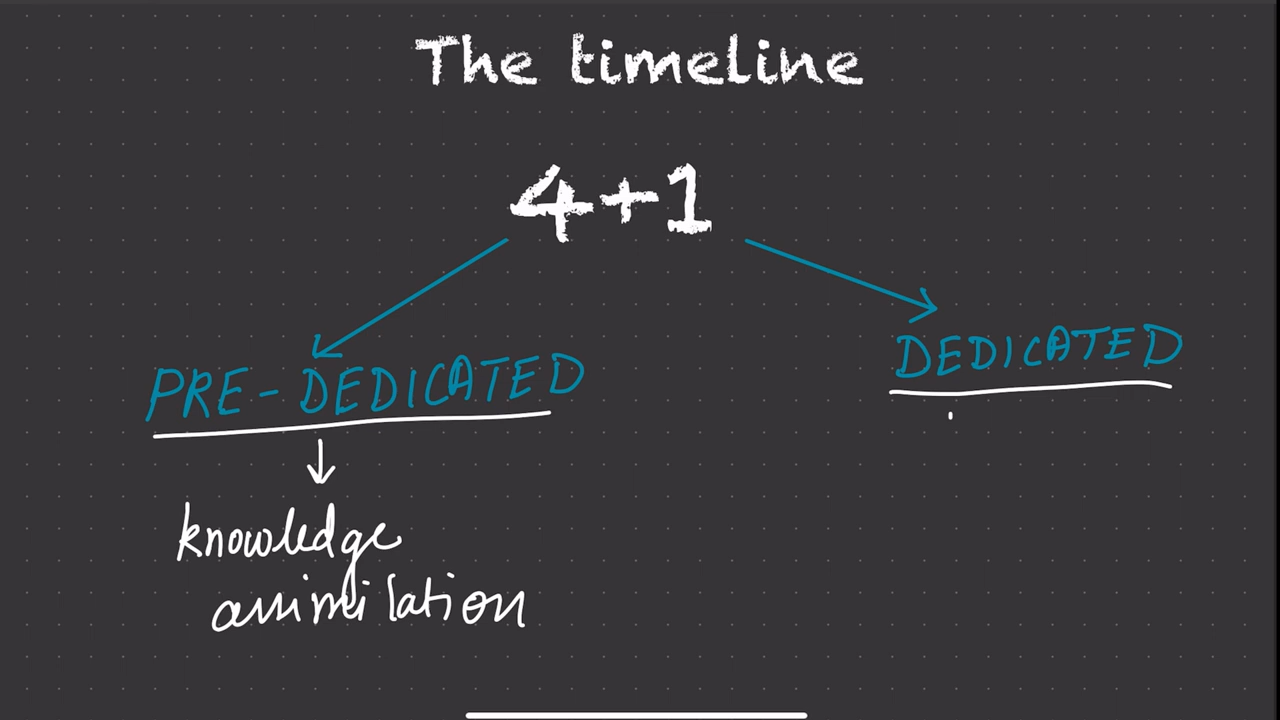 The timeline
4+1
PRE-DEDICATED
DEDICATED
knowledge
assimilation